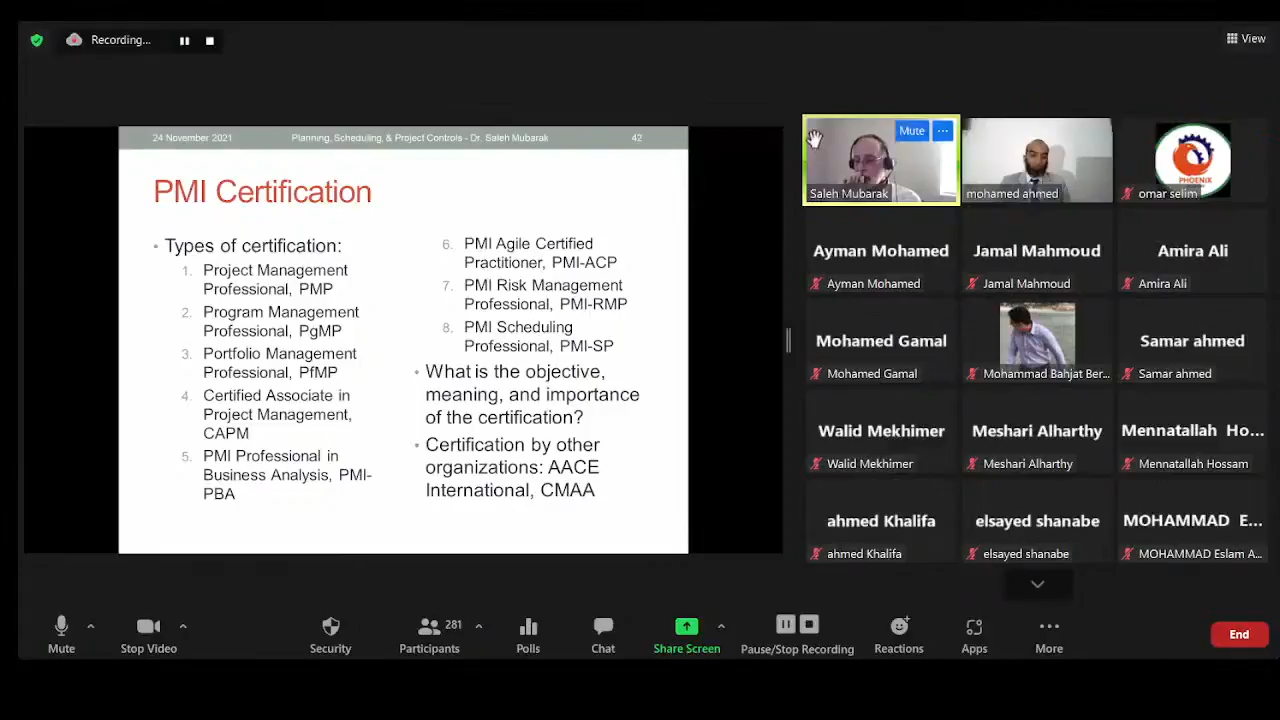 Recording...
View
24 November 2021
Planning, Scheduling, & Project Controls - Dr. Saleh Mubarak
42
PMI Certification
• Types of certification:
1. Project Management
Professional, PMP
2. Program Management
Professional, PgMP
3. Portfolio Management
Professional, PfMP
4. Certified Associate in
Project Management,
CAPM
5. PMI Professional in
Business Analysis, PMI-
PBA
6. PMI Agile Certified
Practitioner, PMI-ACP
7. PMI Risk Management
Professional, PMI-RMP
8. PMI Scheduling
Professional, PMI-SP
• What is the objective,
meaning, and importance
of the certification?
• Certification by other
organizations: AACE
International, CMAA
Mute
Saleh Mubarak
mohamed ahmed
PHOENIX
omar selim
Ayman Mohamed
Ayman Mohamed
Jamal Mahmoud
Jamal Mahmoud
Amira Ali
Amira Ali
Mohamed Gamal
Mohamed Gamal
Mohammad Bahjat Ber...
Samar ahmed
Samar ahmed
Walid Mekhimer
Walid Mekhimer
Meshari Alharthy
Meshari Alharthy
Mennatallah Ho...
Mennatallah Hossam
ahmed Khalifa
ahmed Khalifa
elsayed shanabe
elsayed shanabe
MOHAMMAD E...
MOHAMMAD Eslam A...
Mute
Stop Video
Security
281
Participants
Polls
Chat
Share Screen
Pause/Stop Recording
Reactions
Apps
More
End